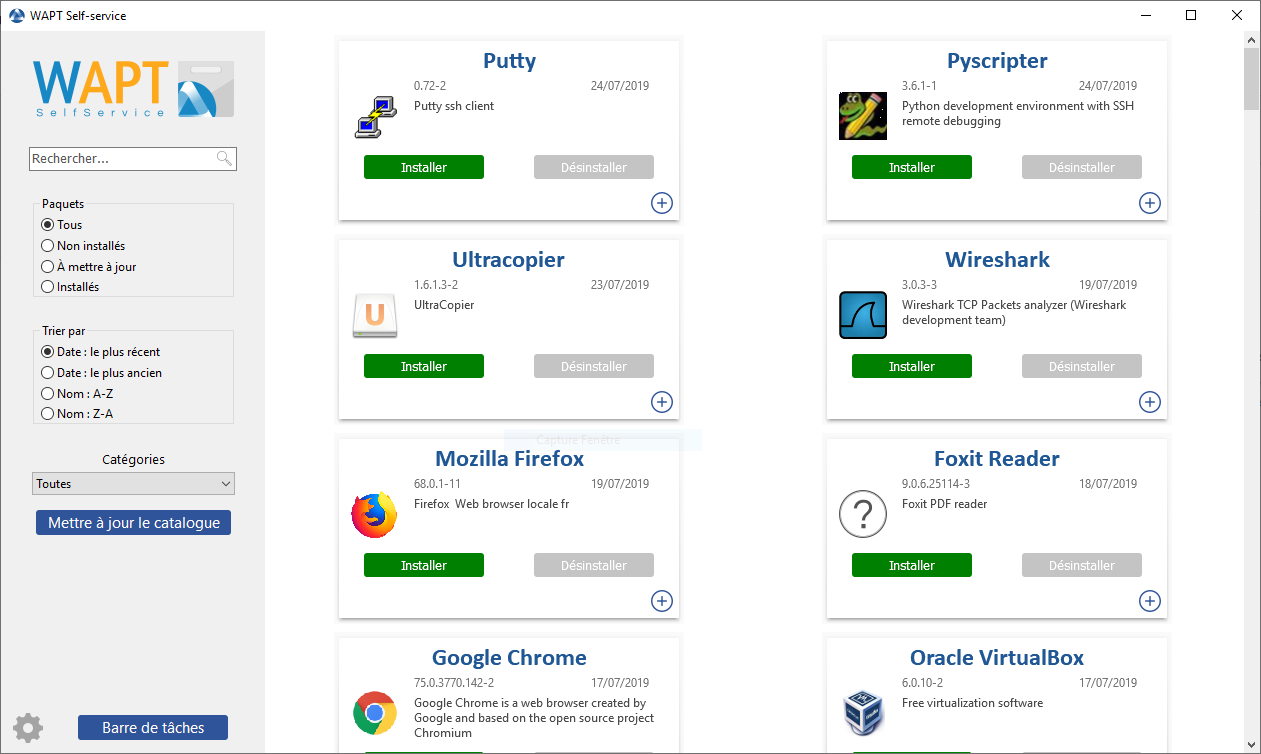 WAPT Self-service
WAPT
SelfService
Rechercher...
Paquets
Tous
Non installés
À mettre à jour
Installés
Trier par
Date : le plus récent
Date : le plus ancien
Nom : A-Z
Nom : Z-A
Catégories
Toutes
Mettre à jour le catalogue
Barre de tâches
Putty
0.72-2 24/07/2019
Putty ssh client
Installer Désinstaller
Pyscripter
3.6.1-1 24/07/2019
Python development environment with SSH
remote debugging
Installer Désinstaller
Ultracopier
1.6.1.3-2 23/07/2019
UltraCopier
U
Installer Désinstaller
Wireshark
3.0.3-3 19/07/2019
Wireshark TCP Packets analyzer (Wireshark
development team)
Installer Désinstaller
Capture Fenêtre
Mozilla Firefox
68.0.1-11 19/07/2019
Firefox Web browser locale fr
Installer Désinstaller
Foxit Reader
9.0.6.25114-3 18/07/2019
Foxit PDF reader
?
Installer Désinstaller
Google Chrome
75.0.3770.142-2 17/07/2019
Google Chrome is a web browser created by
Google and based on the open source project
Chromium
Oracle VirtualBox
6.0.10-2 17/07/2019
Free virtualization software